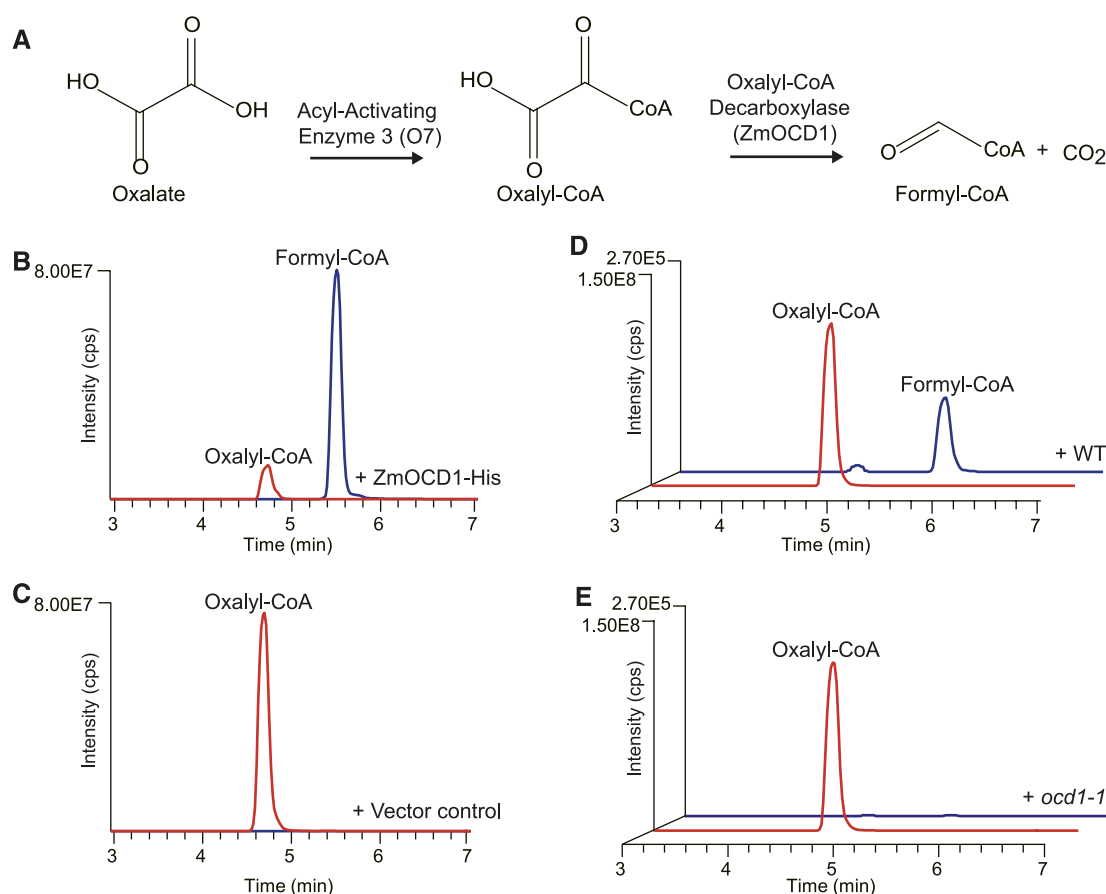 A
O
HO
OH
O
Oxalate
Acyl-Activating
Enzyme 3 (O7)
O
HO
CoA
O
Oxalyl-CoA
Oxalyl-CoA
Decarboxylase
(ZmOCD1)
O
CoA + CO2
Formyl-CoA
B
8.00E7
Intensity (cps)
Formyl-CoA
Oxalyl-CoA
+ ZmOCD1-His
3 4 5 6 7
Time (min)
C
8.00E7
Intensity (cps)
Oxalyl-CoA
+ Vector control
3 4 5 6 7
Time (min)
D
2.70E5
1.50E8
Intensity (cps)
Oxalyl-CoA
Formyl-CoA
+ WT
3 4 5 6 7
Time (min)
E
2.70E5
1.50E8
Intensity (cps)
Oxalyl-CoA
+ ocd1-1
3 4 5 6 7
Time (min)